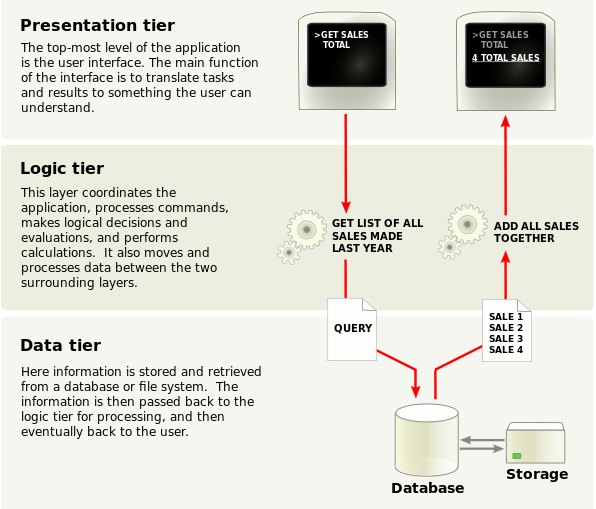 Presentation tier
The top-most level of the application
is the user interface. The main function
of the interface is to translate tasks
and results to something the user can
understand.
>GET SALES
TOTAL
>GET SALES
TOTAL
4 TOTAL SALES
Logic tier
This layer coordinates the
application, processes commands,
makes logical decisions and
evaluations, and performs
calculations.  It also moves and
processes data between the two
surrounding layers.
GET LIST OF ALL
SALES MADE
LAST YEAR
ADD ALL SALES
TOGETHER
QUERY
SALE 1
SALE 2
SALE 3
SALE 4
Data tier
Here information is stored and retrieved
from a database or file system.  The
information is then passed back to the
logic tier for processing, and then
eventually back to the user.
Database
Storage